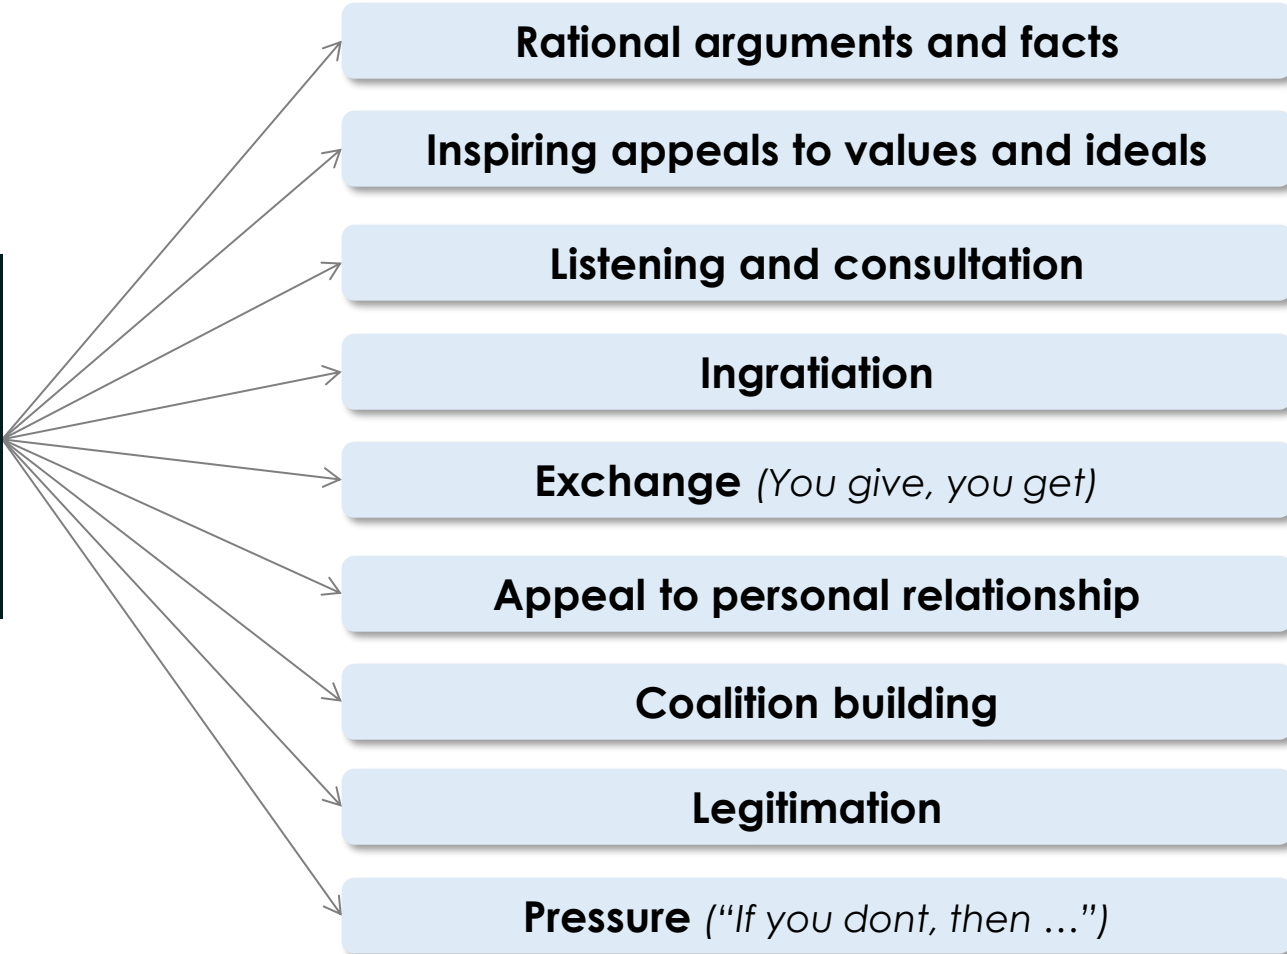 Rational arguments and facts
Inspiring appeals to values and ideals
Listening and consultation
Ingratiation
Exchange (You give, you get)
Appeal to personal relationship
Coalition building
Legitimation
Pressure (“If you dont, then …”)